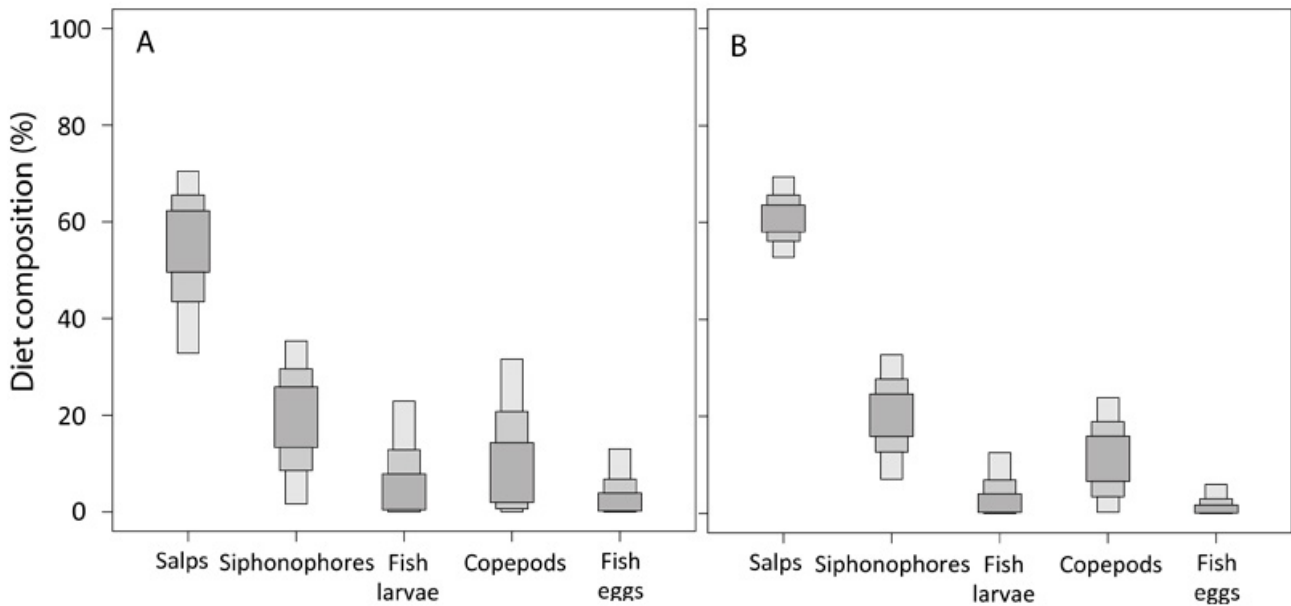 100
80
60
40
20
0
Diet composition (%)
A
Salps
Siphonophores
Fish
larvae
Copepods
Fish
eggs
B
Salps
Siphonophores
Fish
larvae
Copepods
Fish
eggs